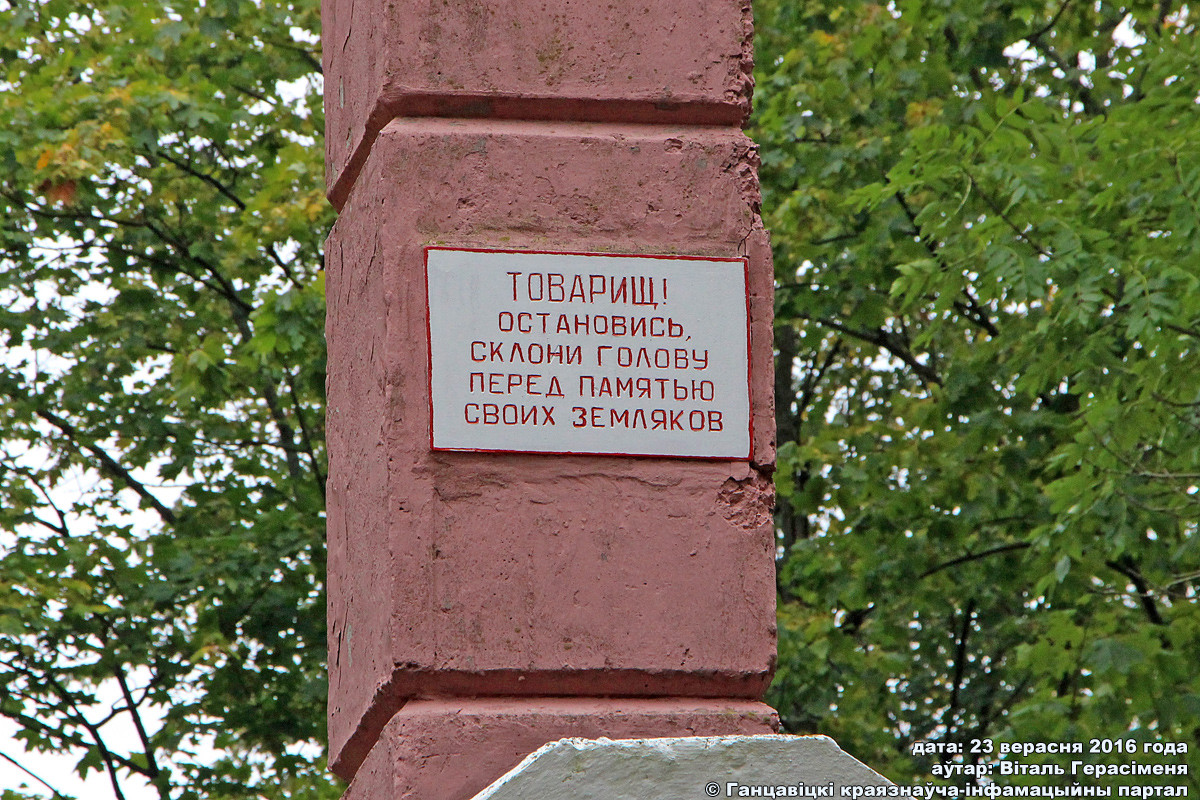 ТОВАРИЩ!
ОСТАНОВИСЬ,
СКЛОНИ ГОЛОВУ
ПЕРЕД ПАМЯТЬЮ
СВОИХ ЗЕМЛЯКОВ
дата: 23 верасня 2016 года
аўтар: Віталь Герасіменя
© Ганцавіцкі краязнаўча-інфамацыйны партал